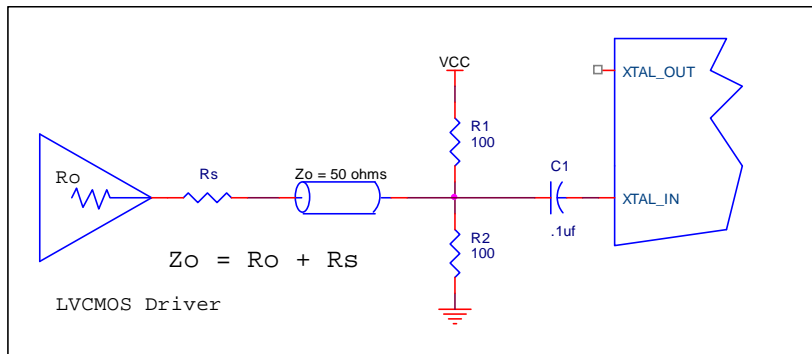 VCC
XTAL_OUT
R1
100
C1
Ro
Rs
Zo = 50 ohms
XTAL_IN
R2
100
.1uf
Zo = Ro + Rs
LVCMOS Driver